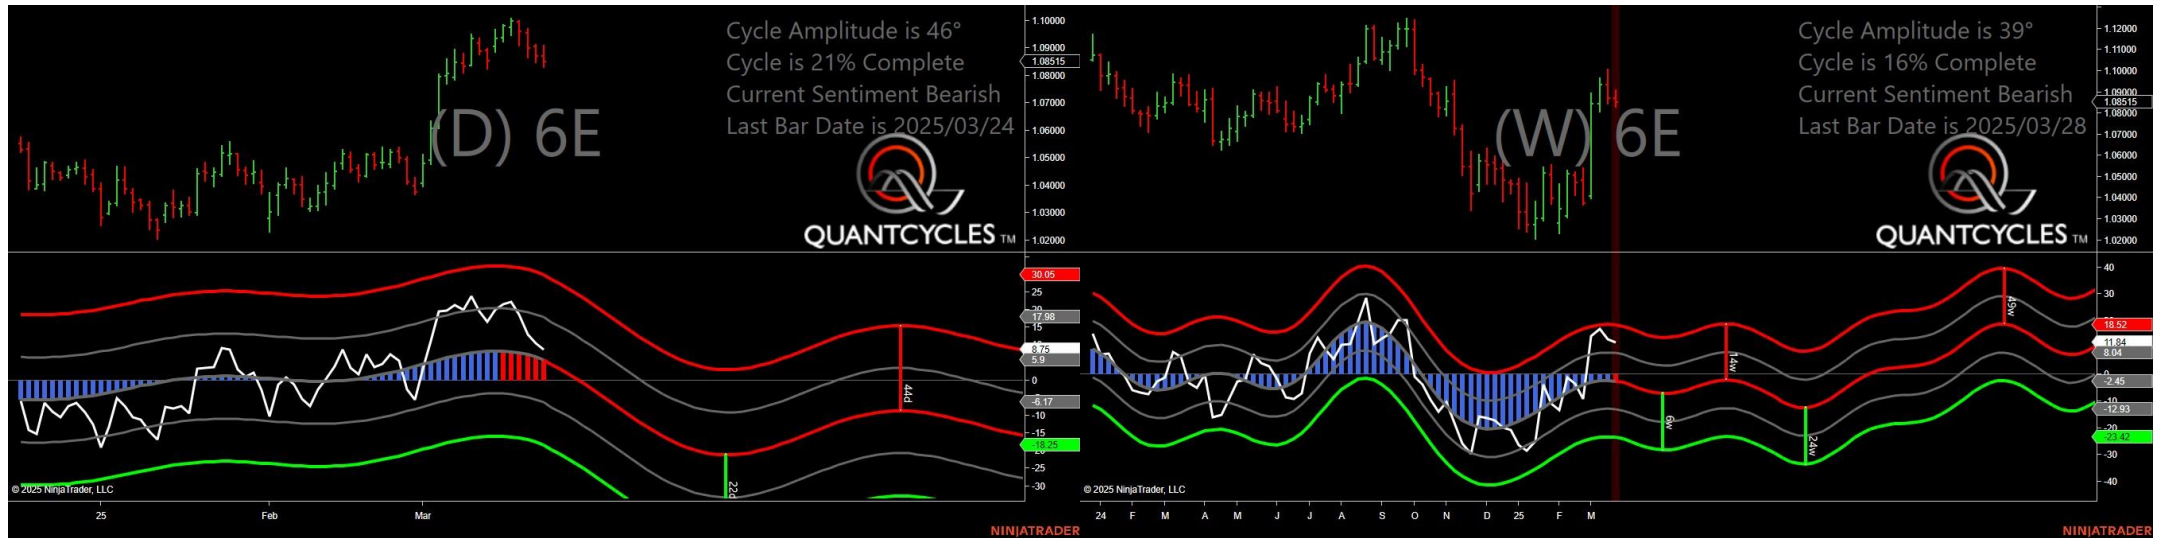 Cycle Amplitude is 46°
Cycle is 21% Complete
Current Sentiment Bearish
Last Bar Date is 2025/03/24
(D) 6E
QUANTCYCLES TM
1.10000
1.09000
1.08515
1.08000
1.07000
1.06000
1.05000
1.04000
1.03000
1.02000
30.05
25
20
17.98
15
8.75
5.9
0
-6.17
-10
-15
-18.25
-25
-30
44d
22d
© 2025 NinjaTrader, LLC
25 Feb Mar
NINJATRADER
Cycle Amplitude is 39°
Cycle is 16% Complete
Current Sentiment Bearish
Last Bar Date is 2025/03/28
(W) 6E
QUANTCYCLES TM
1.12000
1.11000
1.10000
1.09000
1.08515
1.08000
1.07000
1.06000
1.05000
1.04000
1.03000
1.02000
40
30
18.52
11.84
8.04
0
-2.45
-10
-12.93
-20
-23.42
-30
-40
49w
14w
6w
24w
© 2025 NinjaTrader, LLC
24 F M A M J J A S O N D 25 F M
NINJATRADER